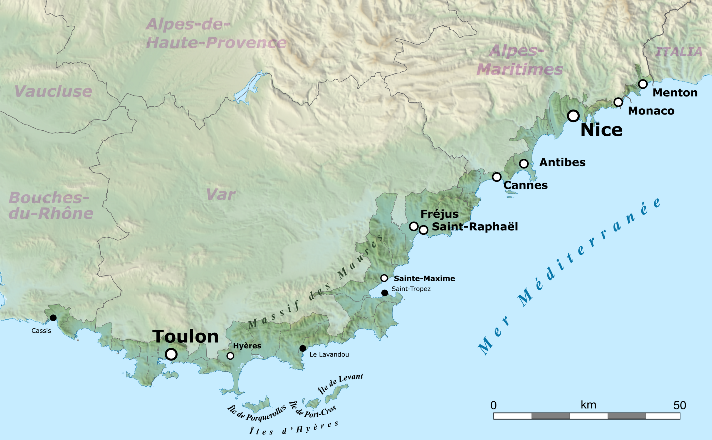 Alpes-de-
Haute-Provence
Alpes-
Maritimes
ITALIA
Vaucluse
Menton
Monaco
Nice
Antibes
Cannes
Bouches-
du-Rhône
Var
Fréjus
Saint-Raphaël
Mer Méditerranée
Massif des Maures
Sainte-Maxime
Saint Tropez
Cassis
Toulon
Hyères
Le Lavandou
Île de Levant
Île de Porquerolles
Île de Port-Cros
Îles d'Hyères
0 km 50